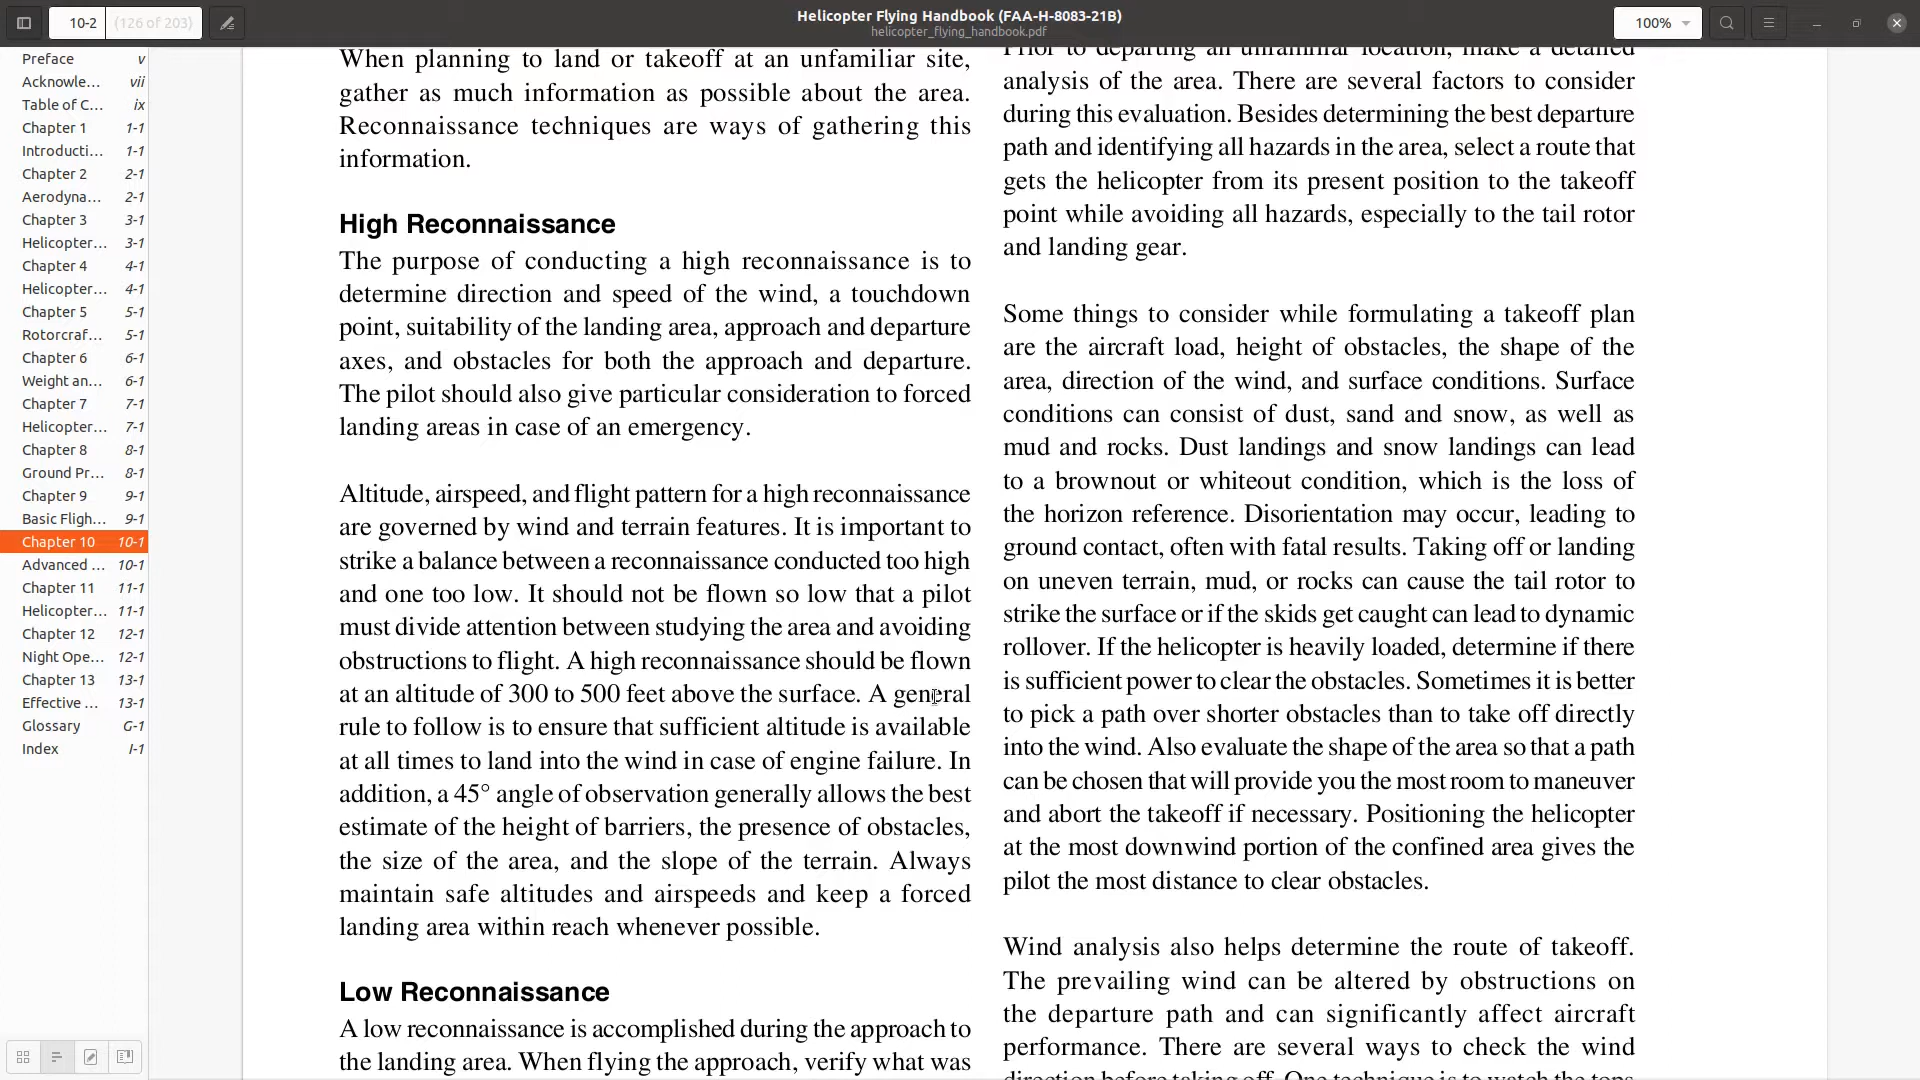 10-2
(126 of 203)
Helicopter Flying Handbook (FAA-H-8083-21B)
helicopter_flying_handbook.pdf
100%
Preface v
Acknowle... vii
Table of C... ix
Chapter 1 1-1
Introducti... 1-1
Chapter 2 2-1
Aerodyna... 2-1
Chapter 3 3-1
Helicopter... 3-1
Chapter 4 4-1
Helicopter... 4-1
Chapter 5 5-1
Rotorcraf... 5-1
Chapter 6 6-1
Weight an... 6-1
Chapter 7 7-1
Helicopter... 7-1
Chapter 8 8-1
Ground Pr... 8-1
Chapter 9 9-1
Basic Fligh... 9-1
Chapter 10 10-1
Advanced ... 10-1
Chapter 11 11-1
Helicopter... 11-1
Chapter 12 12-1
Night Ope... 12-1
Chapter 13 13-1
Effective ... 13-1
Glossary G-1
Index I-1
When planning to land or takeoff at an unfamiliar site,
gather as much information as possible about the area.
Reconnaissance techniques are ways of gathering this
information.
High Reconnaissance
The purpose of conducting a high reconnaissance is to
determine direction and speed of the wind, a touchdown
point, suitability of the landing area, approach and departure
axes, and obstacles for both the approach and departure.
The pilot should also give particular consideration to forced
landing areas in case of an emergency.
Altitude, airspeed, and flight pattern for a high reconnaissance
are governed by wind and terrain features. It is important to
strike a balance between a reconnaissance conducted too high
and one too low. It should not be flown so low that a pilot
must divide attention between studying the area and avoiding
obstructions to flight. A high reconnaissance should be flown
at an altitude of 300 to 500 feet above the surface. A general
rule to follow is to ensure that sufficient altitude is available
at all times to land into the wind in case of engine failure. In
addition, a 45° angle of observation generally allows the best
estimate of the height of barriers, the presence of obstacles,
the size of the area, and the slope of the terrain. Always
maintain safe altitudes and airspeeds and keep a forced
landing area within reach whenever possible.
Low Reconnaissance
A low reconnaissance is accomplished during the approach to
the landing area. When flying the approach, verify what was
Prior to departing an unfamiliar location, make a detailed
analysis of the area. There are several factors to consider
during this evaluation. Besides determining the best departure
path and identifying all hazards in the area, select a route that
gets the helicopter from its present position to the takeoff
point while avoiding all hazards, especially to the tail rotor
and landing gear.
Some things to consider while formulating a takeoff plan
are the aircraft load, height of obstacles, the shape of the
area, direction of the wind, and surface conditions. Surface
conditions can consist of dust, sand and snow, as well as
mud and rocks. Dust landings and snow landings can lead
to a brownout or whiteout condition, which is the loss of
the horizon reference. Disorientation may occur, leading to
ground contact, often with fatal results. Taking off or landing
on uneven terrain, mud, or rocks can cause the tail rotor to
strike the surface or if the skids get caught can lead to dynamic
rollover. If the helicopter is heavily loaded, determine if there
is sufficient power to clear the obstacles. Sometimes it is better
to pick a path over shorter obstacles than to take off directly
into the wind. Also evaluate the shape of the area so that a path
can be chosen that will provide you the most room to maneuver
and abort the takeoff if necessary. Positioning the helicopter
at the most downwind portion of the confined area gives the
pilot the most distance to clear obstacles.
Wind analysis also helps determine the route of takeoff.
The prevailing wind can be altered by obstructions on
the departure path and can significantly affect aircraft
performance. There are several ways to check the wind
direction before taking off. One technique is to watch the tops